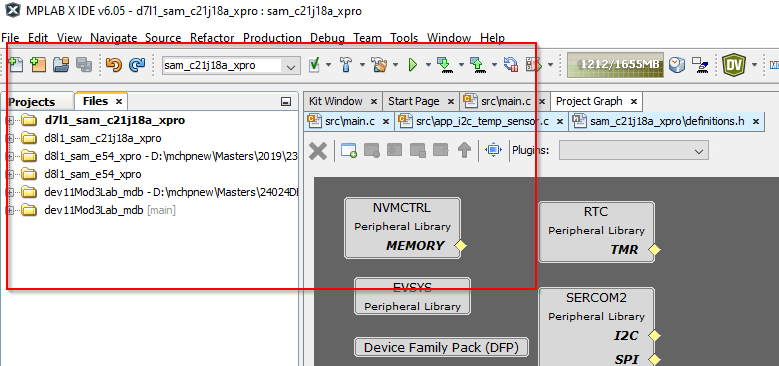 MPLAB X IDE v6.05 - d7l1_sam_c21j18a_xpro : sam_c21j18a_xpro
File Edit View Navigate Source Refactor Production Debug Team Tools Window Help
sam_c21j18a_xpro 1212/1655MB DV
Projects Files
Kit Window Start Page src\main.c Project Graph
src\main.c src\app_i2c_temp_sensor.c sam_c21j18a_xpro\definitions.h
Plugins:
d7l1_sam_c21j18a_xpro
d8l1_sam_c21j18a_xpro
d8l1_sam_e54_xpro - D:\mchpnew\Masters\2019\23
d8l1_sam_e54_xpro
dev11Mod3Lab_mdb - D:\mchpnew\Masters\24024DE
dev11Mod3Lab_mdb [main]
NVMCTRL
Peripheral Library
MEMORY
RTC
Peripheral Library
TMR
EVSYS
Peripheral Library
SERCOM2
Peripheral Library
I2C
SPI
Device Family Pack (DFP)